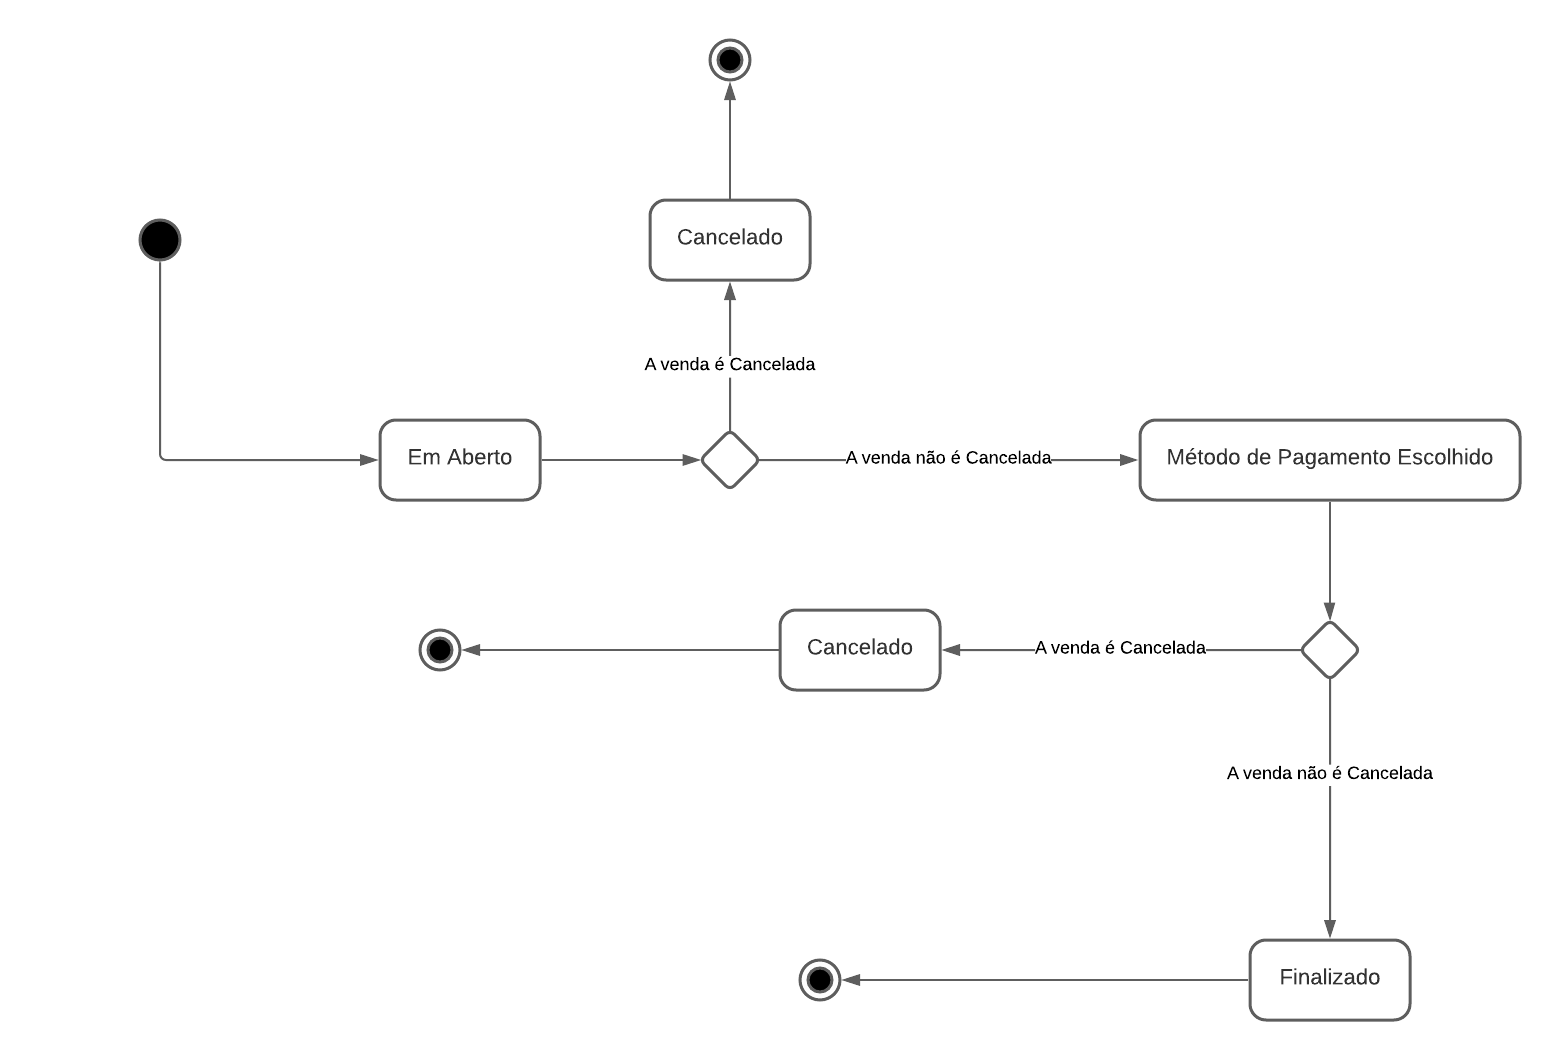 Cancelado
A venda é Cancelada
Em Aberto
A venda não é Cancelada
Método de Pagamento Escolhido
Cancelado
A venda é Cancelada
A venda não é Cancelada
Finalizado